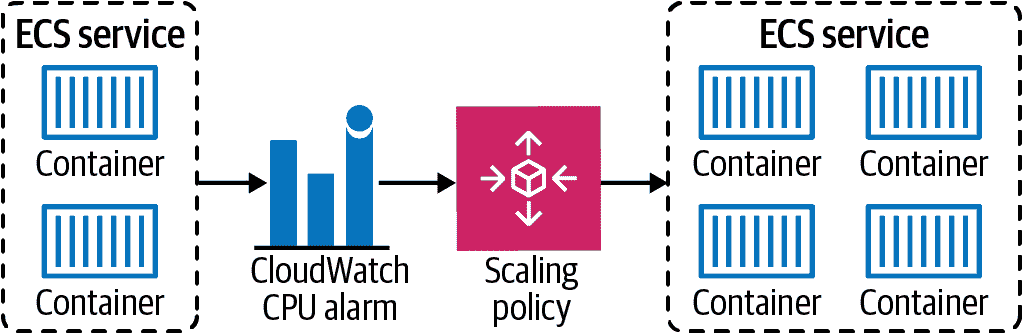 ECS service
Container
Container
CloudWatch
CPU alarm
Scaling
policy
ECS service
Container
Container
Container
Container